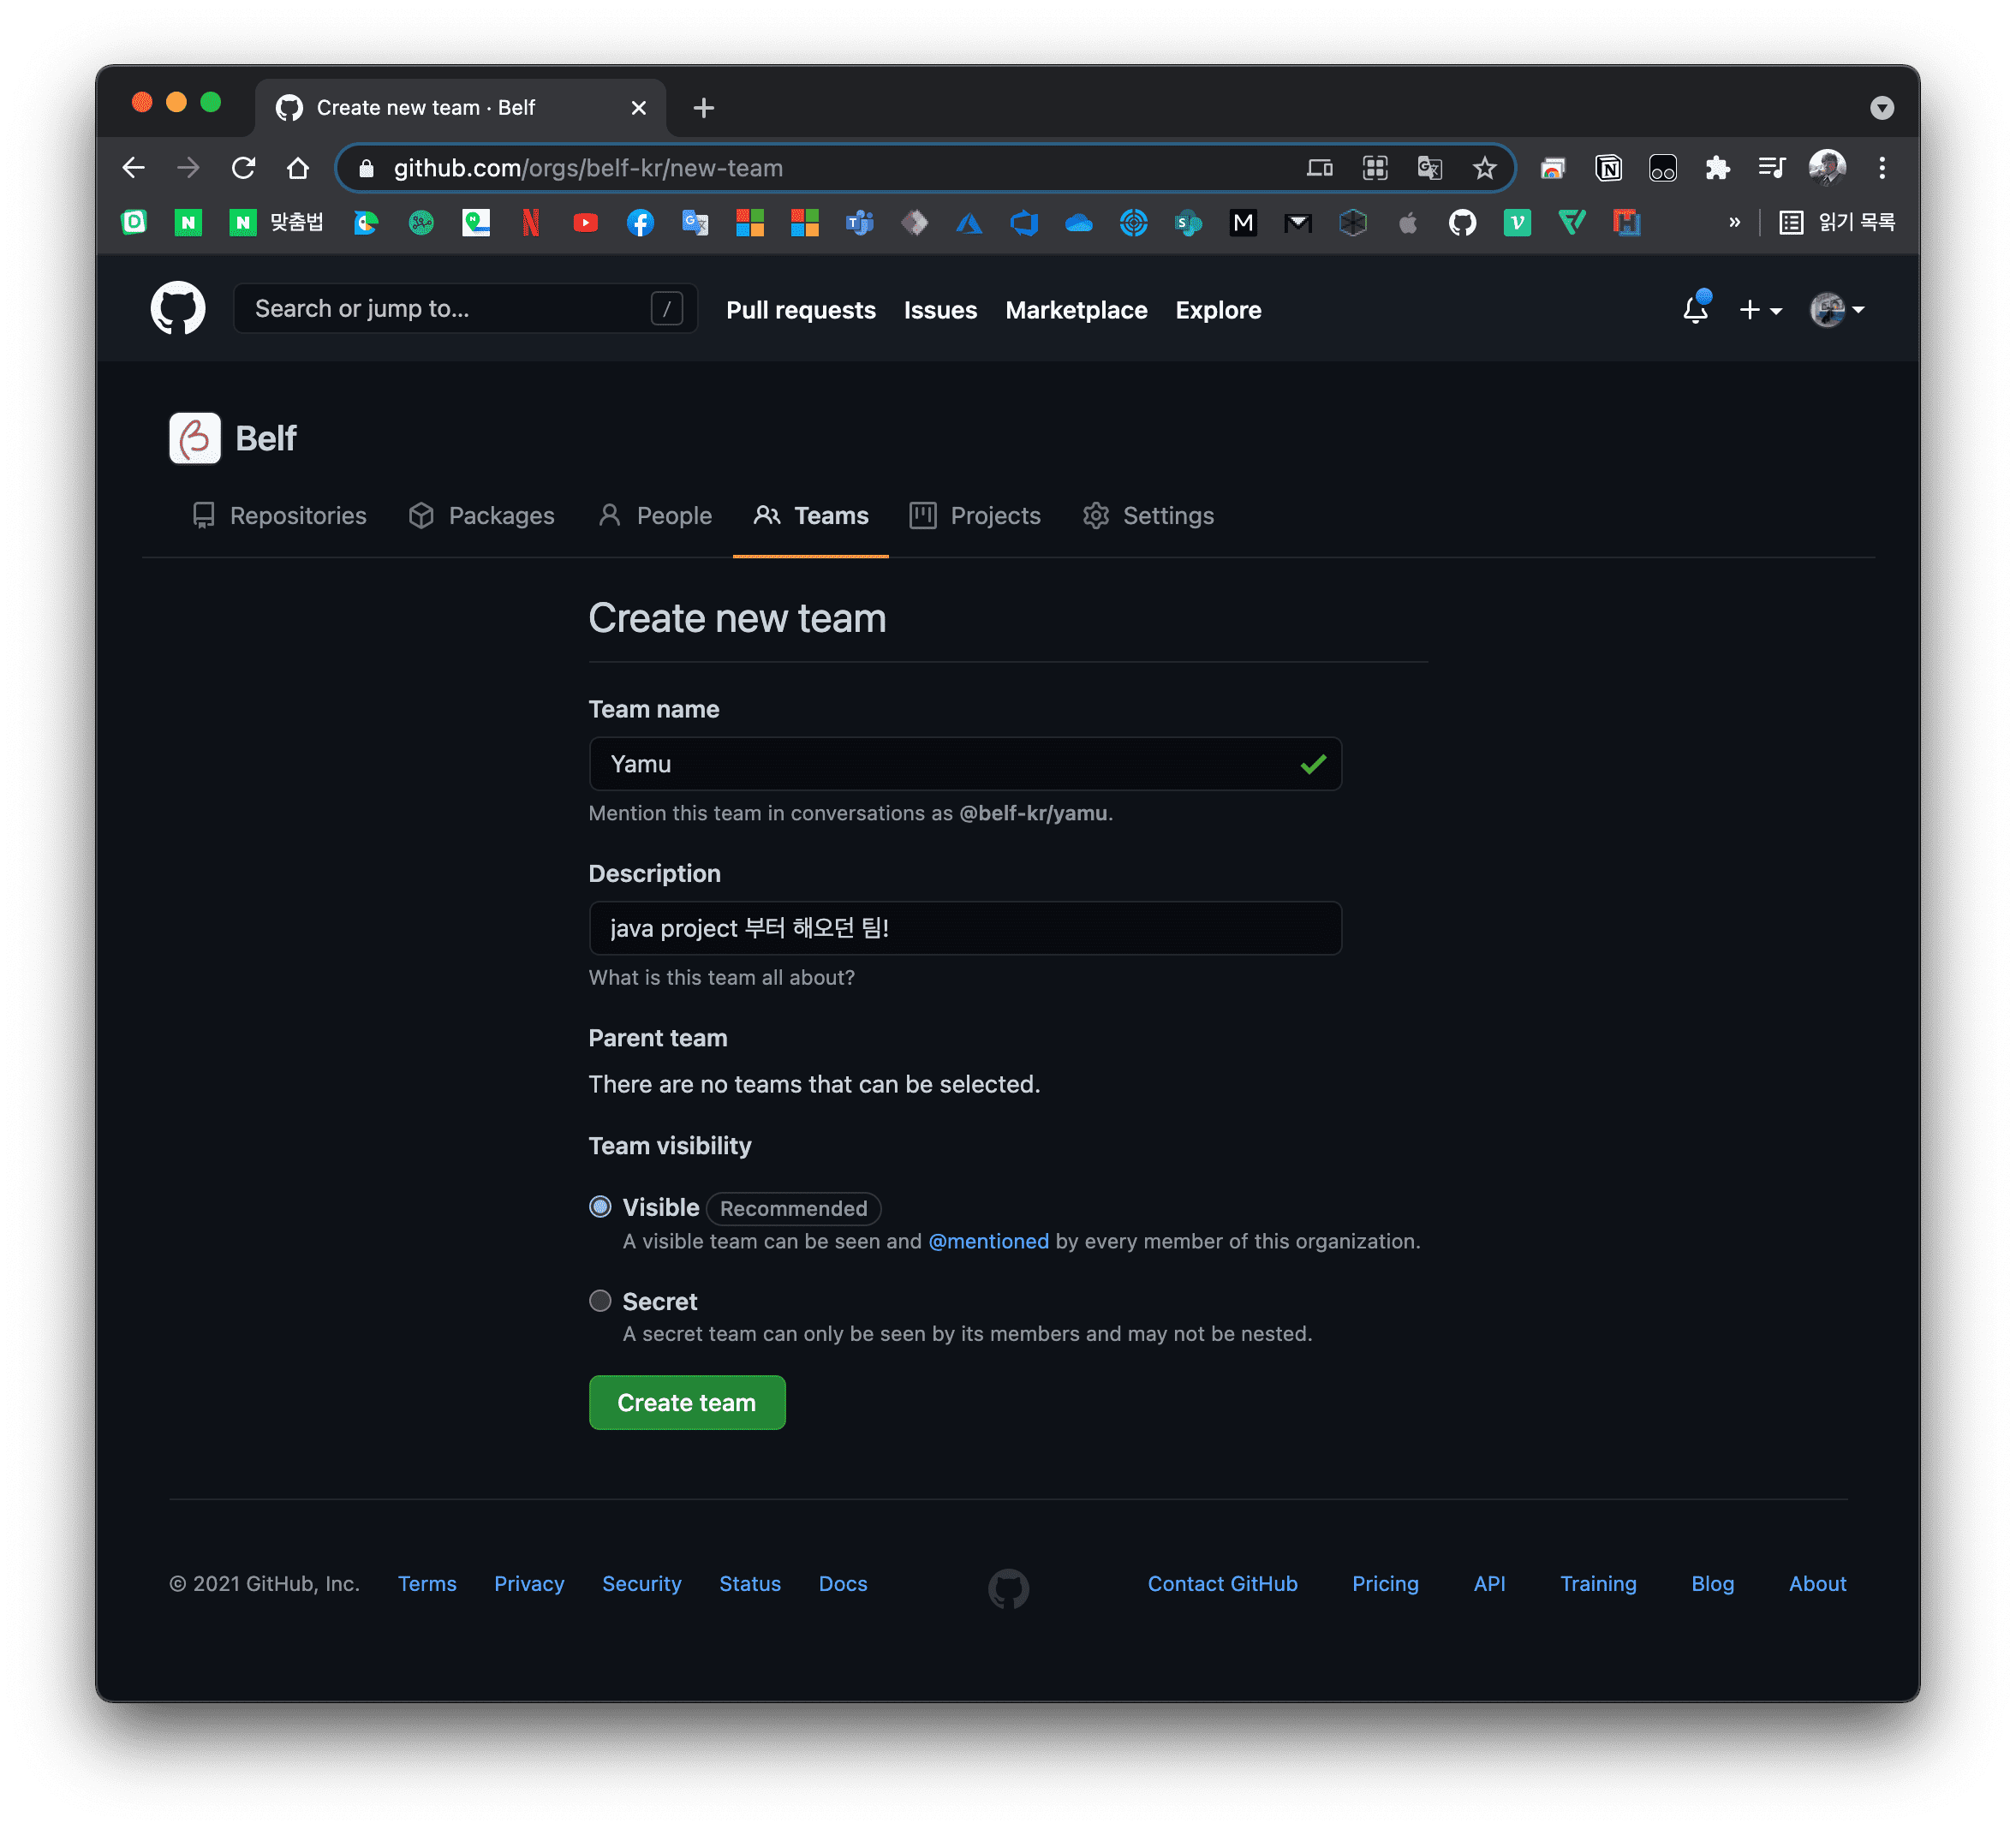 Create new team · Belf
github.com/orgs/belf-kr/new-team
맞춤법
읽기 목록
Search or jump to...
/
Pull requests
Issues
Marketplace
Explore
Belf
Repositories
Packages
People
Teams
Projects
Settings
Create new team
Team name
Yamu
Mention this team in conversations as @belf-kr/yamu.
Description
java project 부터 해오던 팀!
What is this team all about?
Parent team
There are no teams that can be selected.
Team visibility
Visible Recommended
A visible team can be seen and @mentioned by every member of this organization.
Secret
A secret team can only be seen by its members and may not be nested.
Create team
© 2021 GitHub, Inc.
Terms
Privacy
Security
Status
Docs
Contact GitHub
Pricing
API
Training
Blog
About